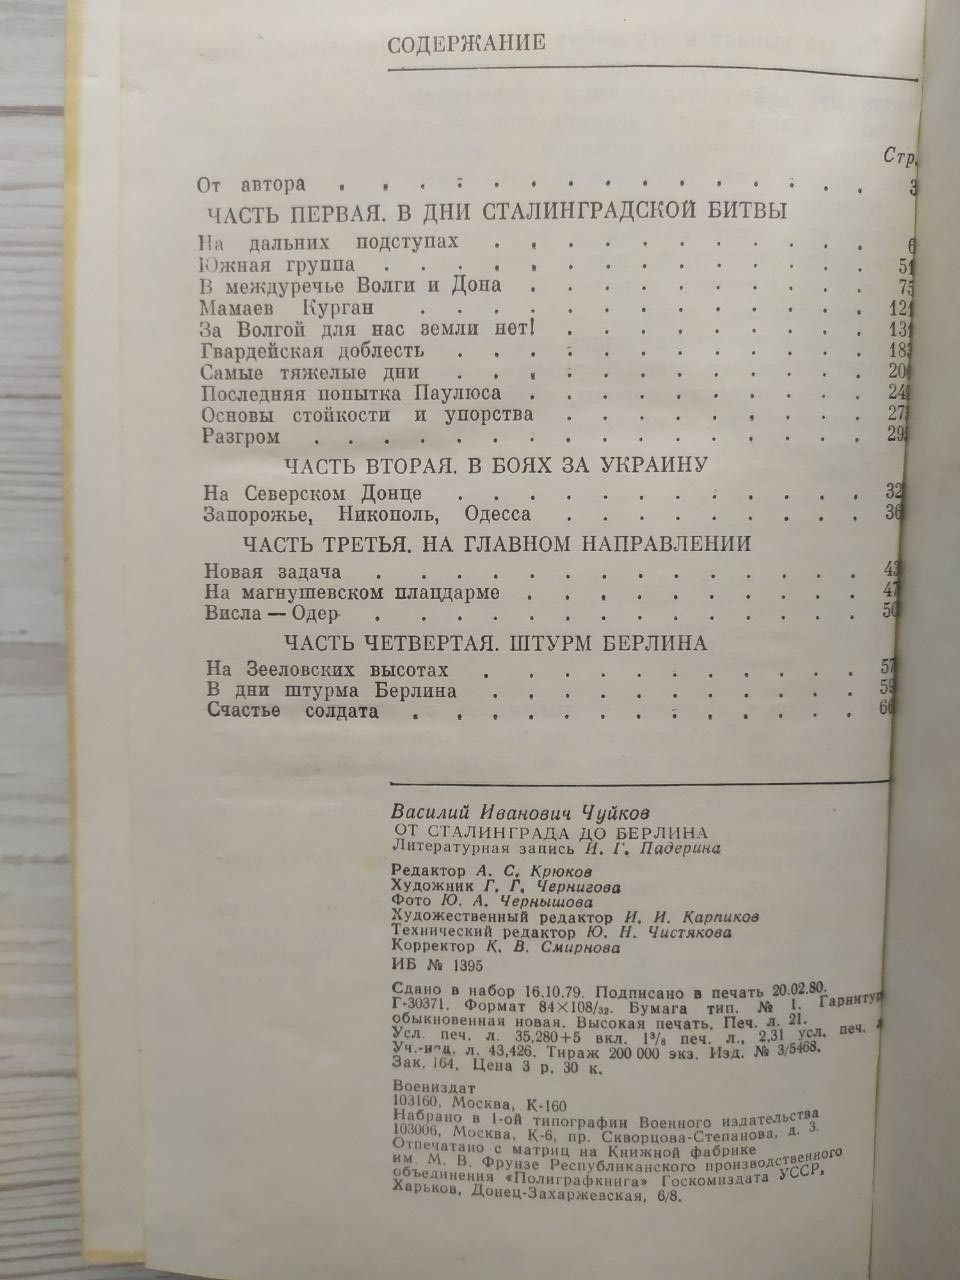 СОДЕРЖАНИЕ
Стр.
От автора . . . . . . . . . . . . . . . 3
ЧАСТЬ ПЕРВАЯ. В ДНИ СТАЛИНГРАДСКОЙ БИТВЫ
На дальних подступах . . . . . . . . . . 6
Южная группа . . . . . . . . . . . . . 51
В междуречье Волги и Дона . . . . . . . . . 75
Мамаев Курган . . . . . . . . . . . . 121
За Волгой для нас земли нет! . . . . . . . . 131
Гвардейская доблесть . . . . . . . . . . .
Самые тяжелые дни . . . . . . . . . . .
Последняя попытка Паулюса . . . . . . . . .
Основы стойкости и упорства . . . . . . . .
Разгром . . . . . . . . . . . . . . .
ЧАСТЬ ВТОРАЯ. В БОЯХ ЗА УКРАИНУ
На Северском Донце . . . . . . . . . . .
Запорожье, Никополь, Одесса . . . . . . . .
ЧАСТЬ ТРЕТЬЯ. НА ГЛАВНОМ НАПРАВЛЕНИИ
Новая задача . . . . . . . . . . . . .
На магнушевском плацдарме . . . . . . . . .
Висла — Одер . . . . . . . . . . . . .
ЧАСТЬ ЧЕТВЕРТАЯ. ШТУРМ БЕРЛИНА
На Зееловских высотах . . . . . . . . . .
В дни штурма Берлина . . . . . . . . . .
Счастье солдата . . . . . . . . . . . .
Василий Иванович Чуйков
ОТ СТАЛИНГРАДА ДО БЕРЛИНА
Литературная запись И. Г. Падерина
Редактор А. С. Крюков
Художник Г. Г. Чернигова
Фото Ю. А. Чернышова
Художественный редактор И. И. Карпиков
Технический редактор Ю. Н. Чистякова
Корректор К. В. Смирнова
ИБ № 1395
Сдано в набор 16.10.79. Подписано в печать 20.02.80.
Г-30371. Формат 84×108/32. Бумага тип. № 1. Гарнитур
обыкновенная новая. Высокая печать. Печ. л. 21.
Усл. печ. л. 35,280+5 вкл. 1³/₈ печ. л., 2,31 усл. печ.
Уч.-изд. л. 43,426. Тираж 200 000 экз. Изд. № 3/5468.
Зак. 164. Цена 3 р. 30 к.
Воениздат
103160, Москва, К-160
Набрано в 1-ой типографии Военного издательства
103006, Москва, К-6, пр. Скворцова-Степанова, д. 3.
Отпечатано с матриц на Книжной фабрике
им. М. В. Фрунзе Республиканского производственного
объединения «Полиграфкнига» Госкомиздата УССР,
Харьков, Донец-Захаржевская, 6/8.